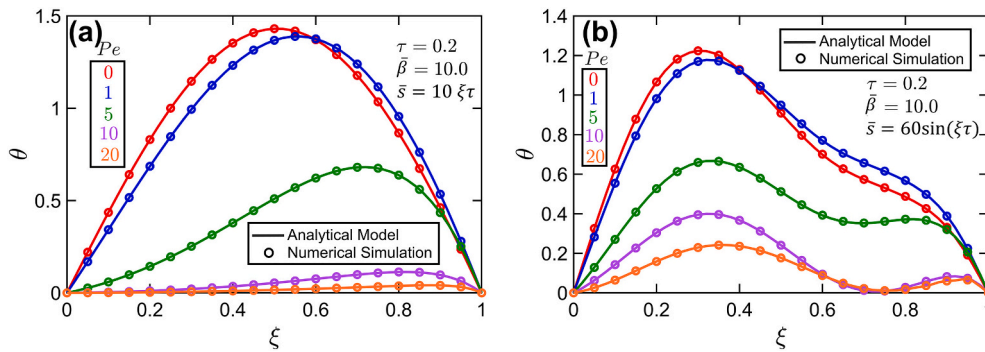 (a)
Pe
0
1
5
10
20
τ = 0.2
β̄ = 10.0
s̄ = 10 ξτ
Analytical Model
Numerical Simulation
θ
1.5
1
0.5
0
0 0.2 0.4 0.6 0.8 1
ξ
(b)
Pe
0
1
5
10
20
Analytical Model
Numerical Simulation
τ = 0.2
β̄ = 10.0
s̄ = 60sin(ξτ)
θ
1.4
1.2
1.0
0.8
0.6
0.4
0.2
0
0 0.2 0.4 0.6 0.8
ξ